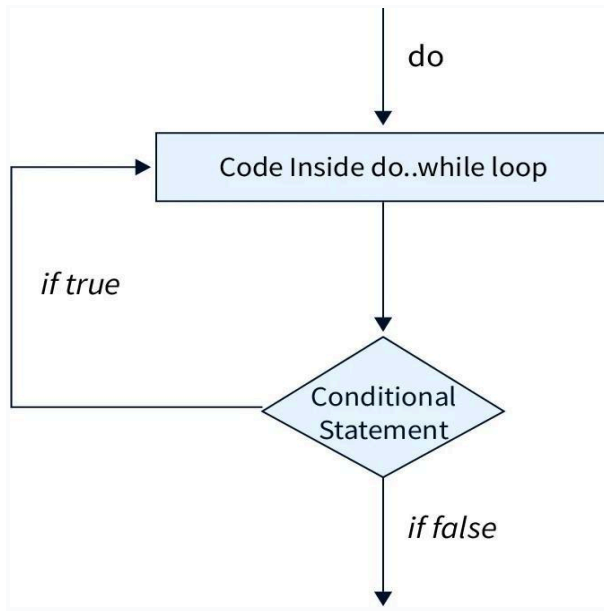 do
Code Inside do..while loop
if true
Conditional
Statement
if false